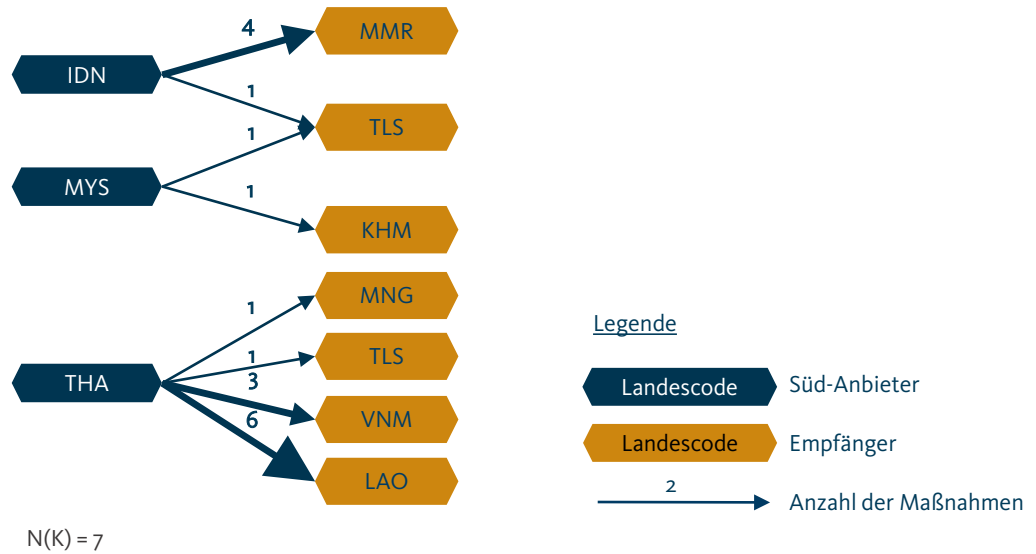 4
MMR
IDN
1
TLS
1
MYS
1
KHM
MNG
1
Legende
TLS
1
THA
3
Landescode
Süd-Anbieter
VNM
6
Landescode
Empfänger
LAO
2
Anzahl der Maßnahmen
N(K) = 7